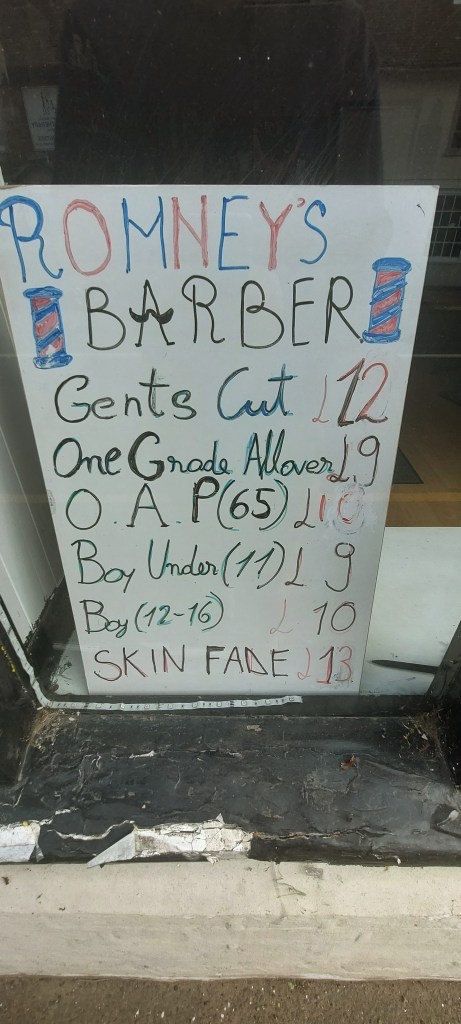 ROMNEY'S
BARBER
Gents Cut £12
One Grade Allover £9
O.A.P(65) £10
Boy Under (11) £9
Boy (12-16) £10
SKIN FADE £13